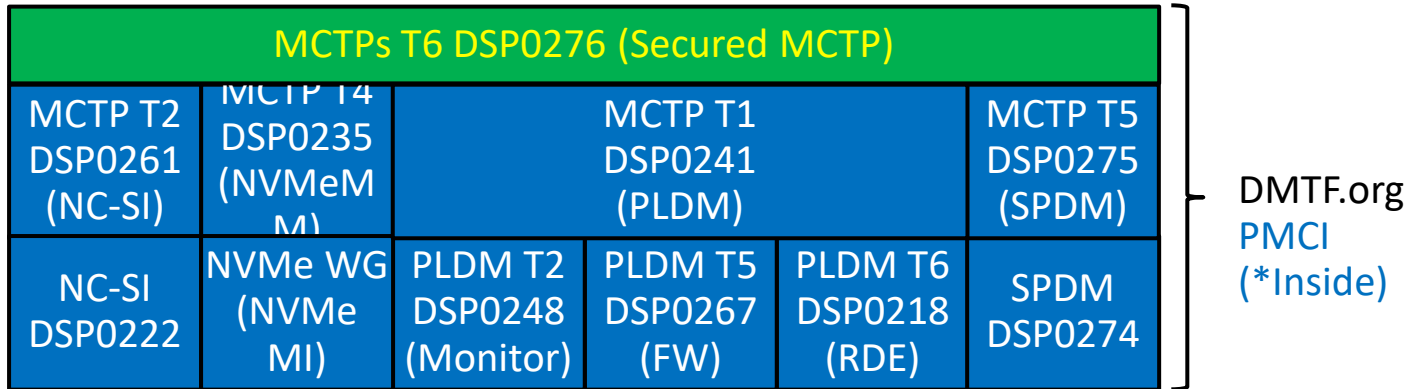 MCTPs T6 DSP0276 (Secured MCTP)
MCTP T2
DSP0261
(NC-SI)
MCTP T4
DSP0235
(NVMeM
M)
MCTP T1
DSP0241
(PLDM)
MCTP T5
DSP0275
(SPDM)
NC-SI
DSP0222
NVMe WG
(NVMe
MI)
PLDM T2
DSP0248
(Monitor)
PLDM T5
DSP0267
(FW)
PLDM T6
DSP0218
(RDE)
SPDM
DSP0274
DMTF.org
PMCI
(*Inside)